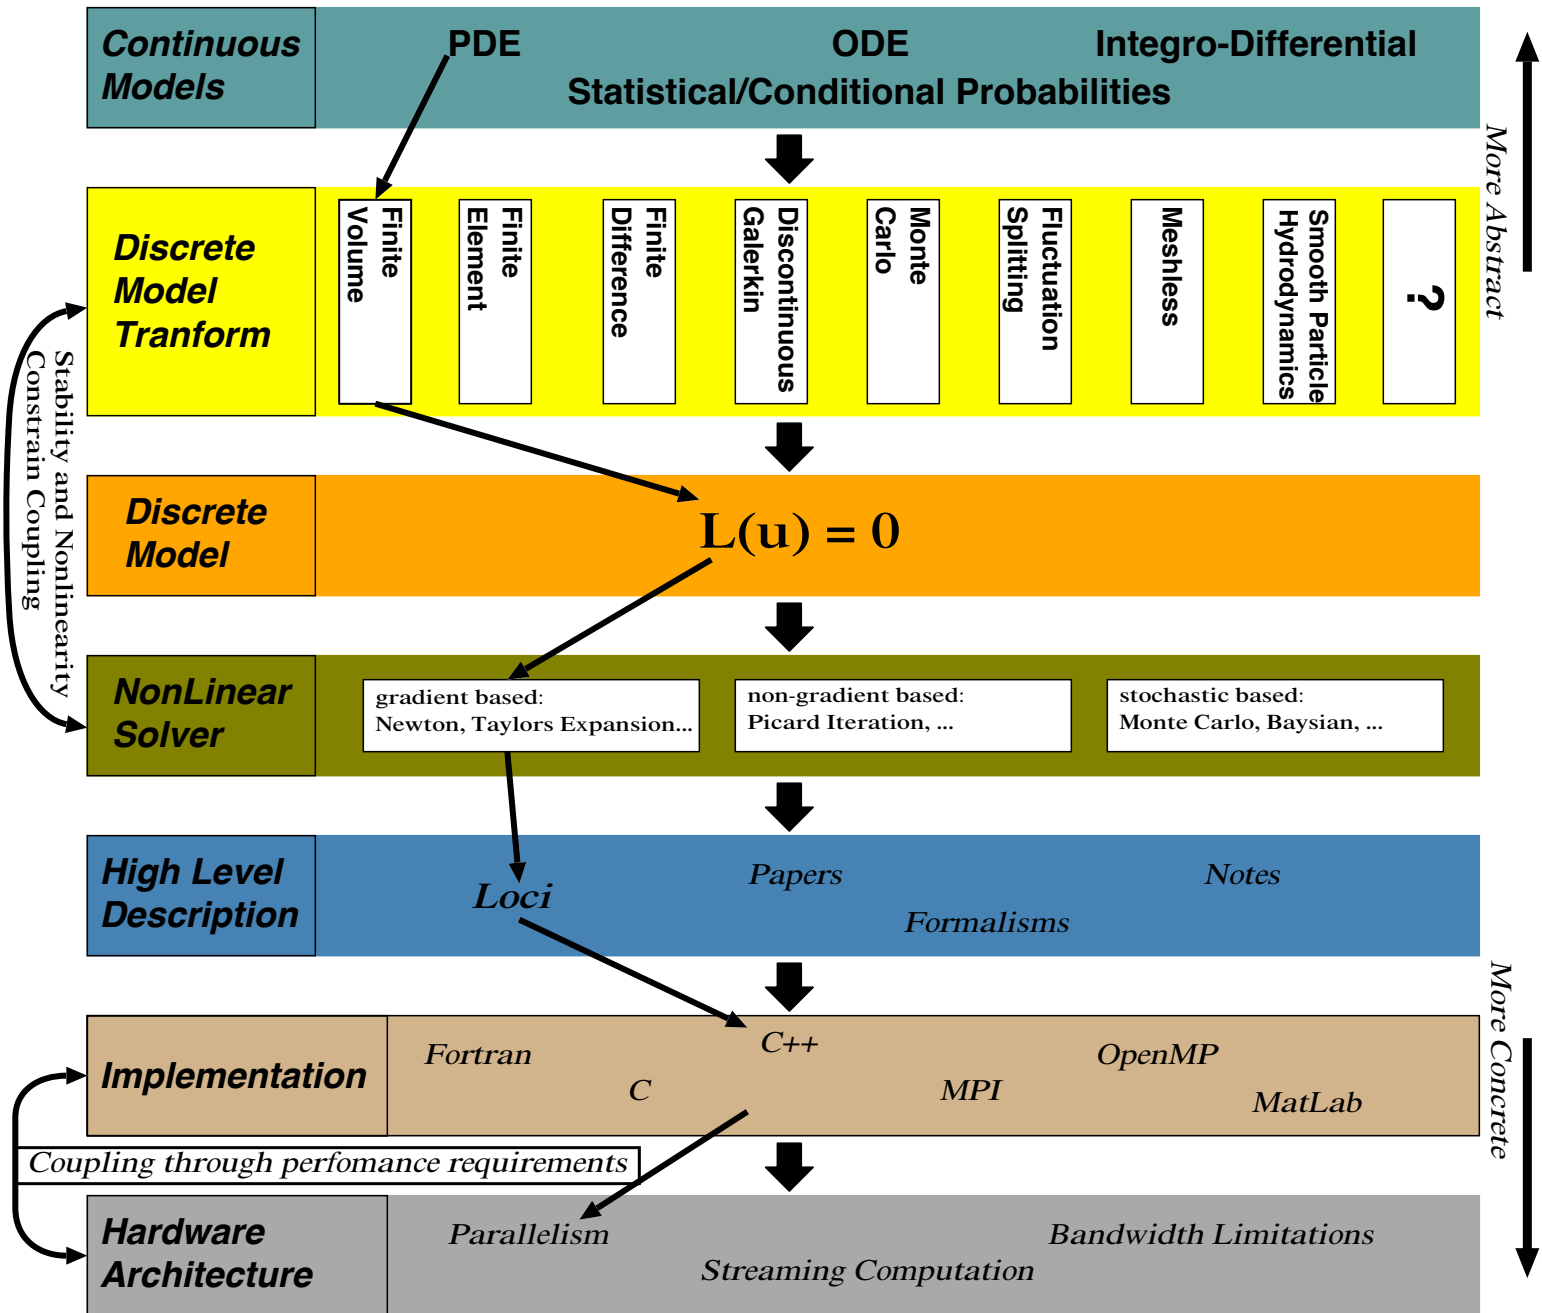 Continuous
Models
PDE
ODE
Integro-Differential
Statistical/Conditional Probabilities
More Abstract
Discrete
Model
Tranform
Finite
Volume
Finite
Element
Finite
Difference
Discontinuous
Galerkin
Monte
Carlo
Fluctuation
Splitting
Meshless
Smooth Particle
Hydrodynamics
?
Stability and Nonlinearity
Constrain Coupling
Discrete
Model
L(u) = 0
NonLinear
Solver
gradient based:
Newton, Taylors Expansion...
non-gradient based:
Picard Iteration, ...
stochastic based:
Monte Carlo, Baysian, ...
High Level
Description
Loci
Papers
Notes
Formalisms
More Concrete
Implementation
Fortran
C++
OpenMP
C
MPI
MatLab
Coupling through perfomance requirements
Hardware
Architecture
Parallelism
Bandwidth Limitations
Streaming Computation